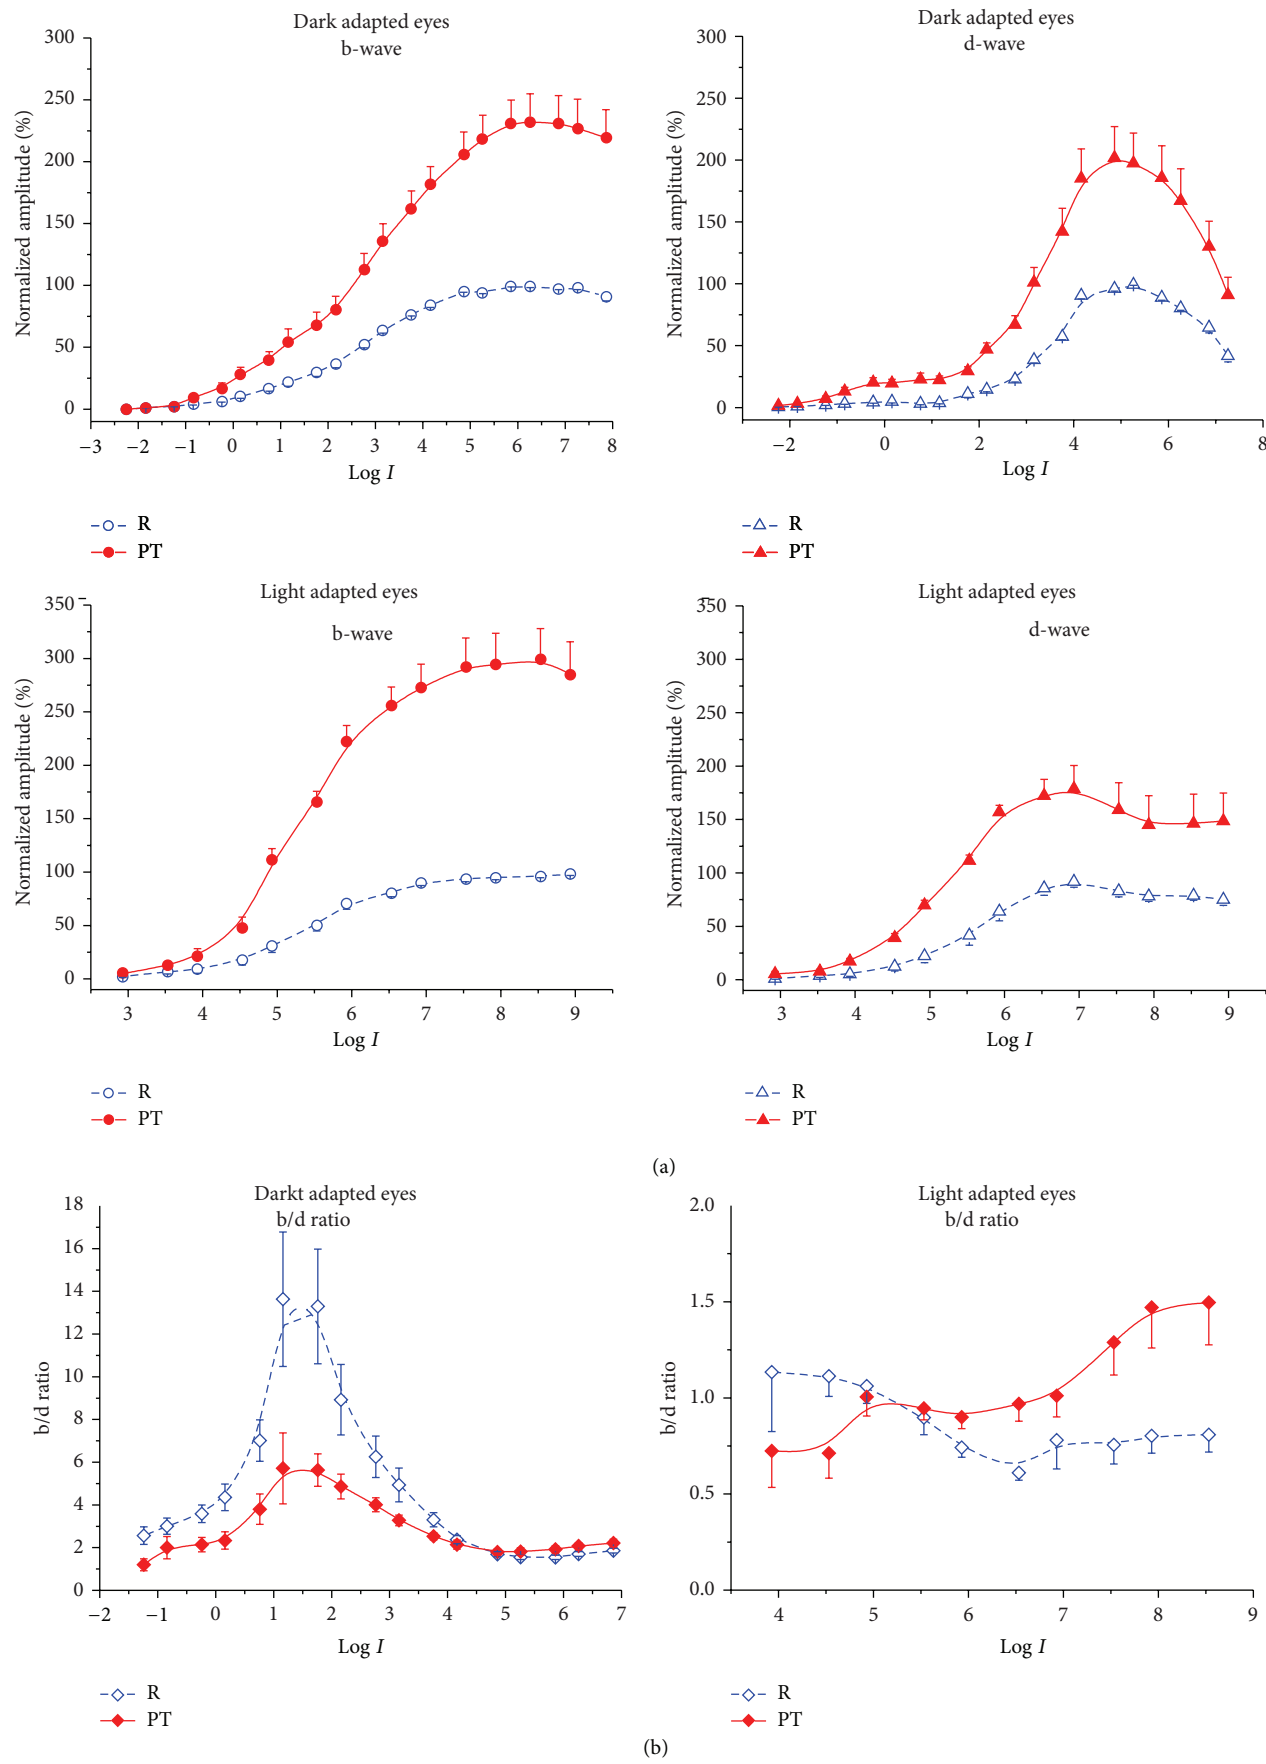 Dark adapted eyes
b-wave
300
250
200
150
100
50
0
Normalized amplitude (%)
−3 −2 −1 0 1 2 3 4 5 6 7 8
Log I
R
PT
Dark adapted eyes
d-wave
300
250
200
150
100
50
0
Normalized amplitude (%)
−2 0 2 4 6 8
Log I
R
PT
Light adapted eyes
b-wave
350
300
250
200
150
100
50
0
Normalized amplitude (%)
3 4 5 6 7 8 9
Log I
R
PT
Light adapted eyes
d-wave
350
300
250
200
150
100
50
0
Normalized amplitude (%)
3 4 5 6 7 8 9
Log I
R
PT
(a)
Darkt adapted eyes
b/d ratio
18
16
14
12
10
8
6
4
2
0
b/d ratio
−2 −1 0 1 2 3 4 5 6 7
Log I
R
PT
Light adapted eyes
b/d ratio
2.0
1.5
1.0
0.5
0.0
b/d ratio
4 5 6 7 8 9
Log I
R
PT
(b)